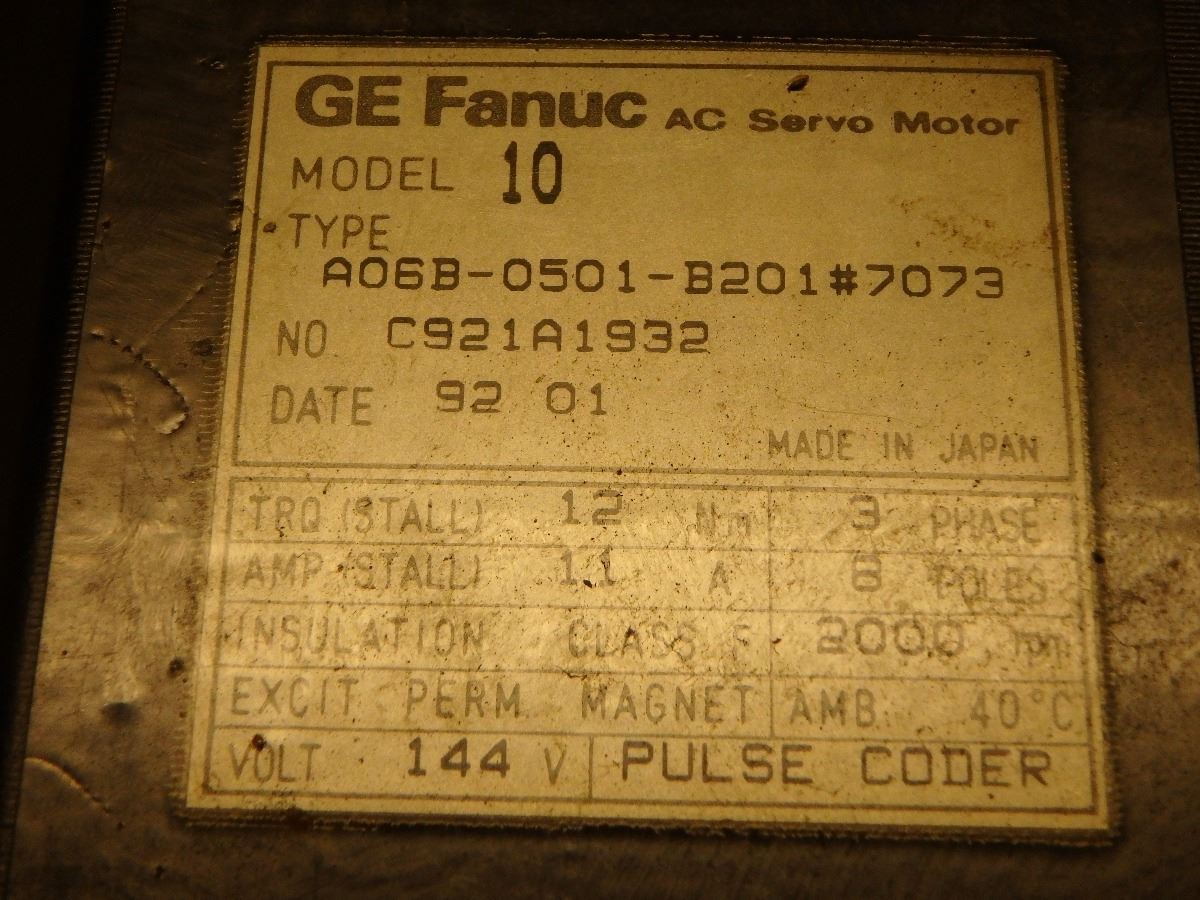 GE Fanuc AC Servo Motor
MODEL 10
TYPE
A06B-0501-B201#7073
NO C921A1932
DATE 92 01
MADE IN JAPAN
TRQ (STALL) 12 Nm 3 PHASE
AMP (STALL) 11 A 8 POLES
INSULATION CLASS F 2000 rpm
EXCIT PERM. MAGNET AMB. 40°C
VOLT 144 V PULSE CODER